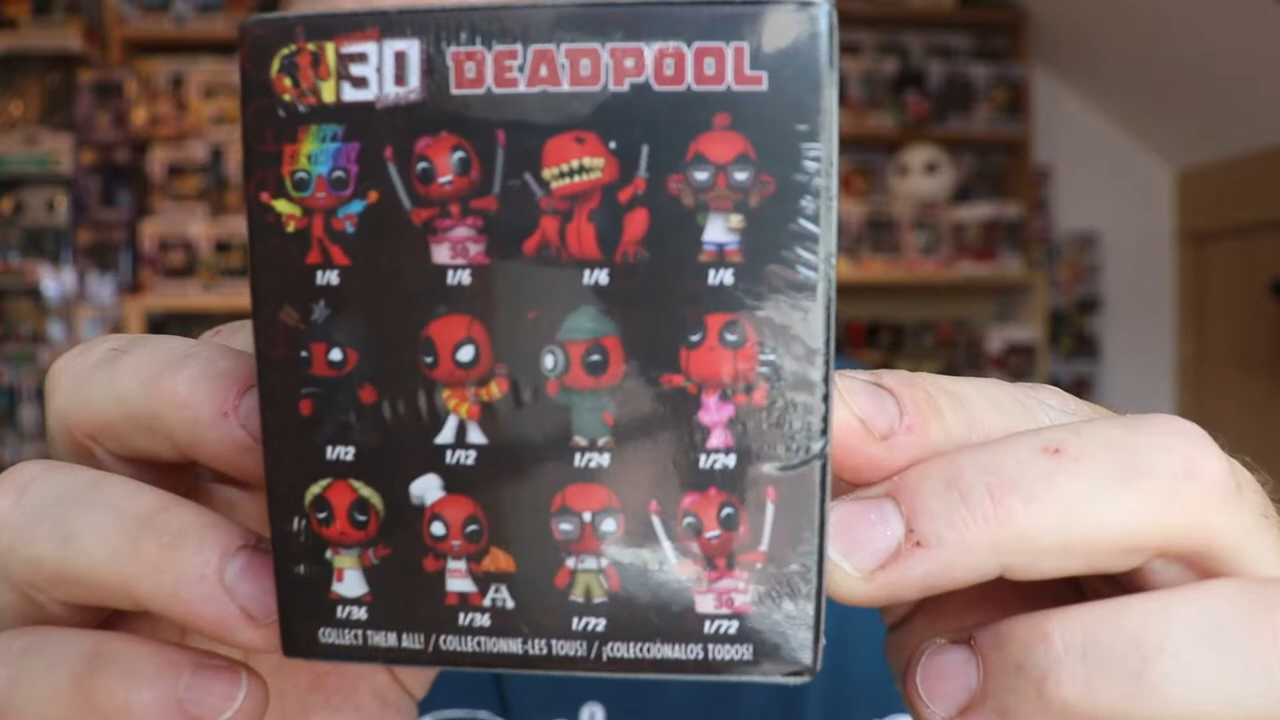 30 DEADPOOL
1/6 1/6 1/6 1/6
1/12 1/12 1/24 1/24
1/36 1/36 1/72 1/72
COLLECT THEM ALL! / COLLECTIONNE-LES TOUS! / ¡COLECCIÒNALOS TODOS!